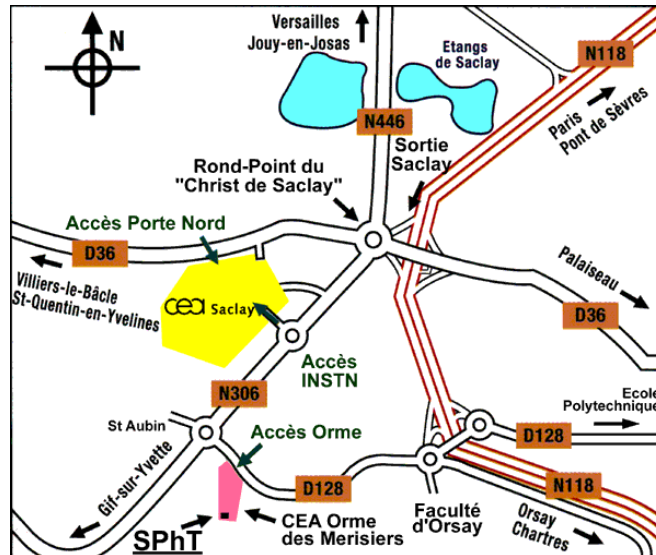 Versailles
Jouy-en-Josas
N
Etangs
de Saclay
N118
Paris
Pont de Sèvres
N446
Sortie
Saclay
Rond-Point du
"Christ de Saclay"
Accès Porte Nord
D36
Villiers-le-Bâcle
St-Quentin-en-Yvelines
cea Saclay
Palaiseau
D36
Accès
INSTN
N306
Ecole
Polytechnique
St Aubin
Accès Orme
D128
Gif-sur-Yvette
D128
N118
CEA Orme
des Merisiers
SPhT
Faculté
d'Orsay
Orsay
Chartres